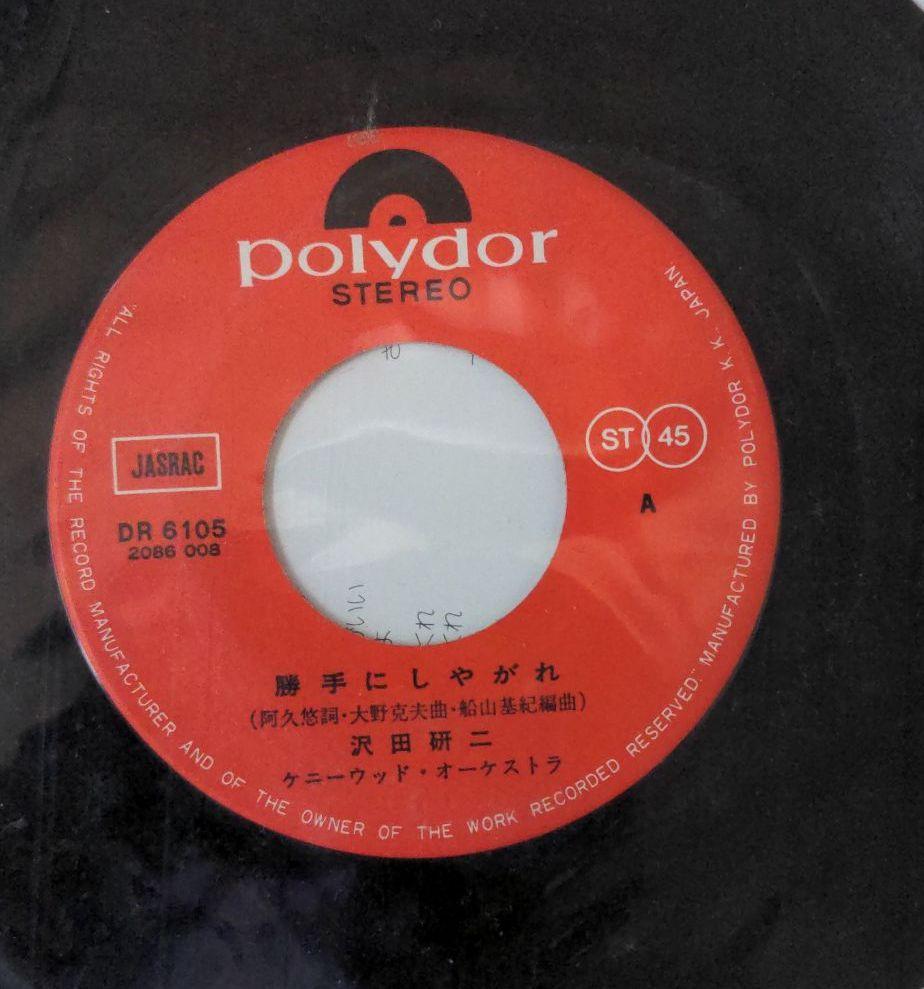 polydor
STEREO
JASRAC
DR 6105
2086 008
ST 45
A
勝手にしやがれ
(阿久悠詞・大野克夫曲・船山基紀編曲)
沢田研二
ケニーウッド・オーケストラ
ALL RIGHTS OF THE RECORD MANUFACTURER AND OF THE OWNER OF THE WORK RECORDED RESERVED. MANUFACTURED BY POLYDOR K.K. JAPAN